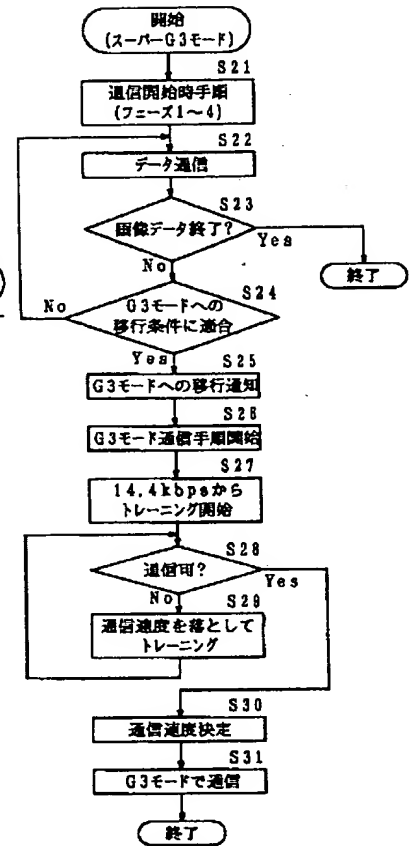 開始
(スーパーG3モード)
S21
通信開始時手順
(フェーズ1〜4)
S22
データ通信
S23
画像データ終了?
Yes
No
終了
S24
No
G3モードへの
移行条件に適合
Yes
S25
G3モードへの移行通知
S26
G3モード通信手順開始
S27
14.4kbpsから
トレーニング開始
S28
通信可?
Yes
No
S29
通信速度を落として
トレーニング
S30
通信速度決定
S31
G3モードで通信
終了